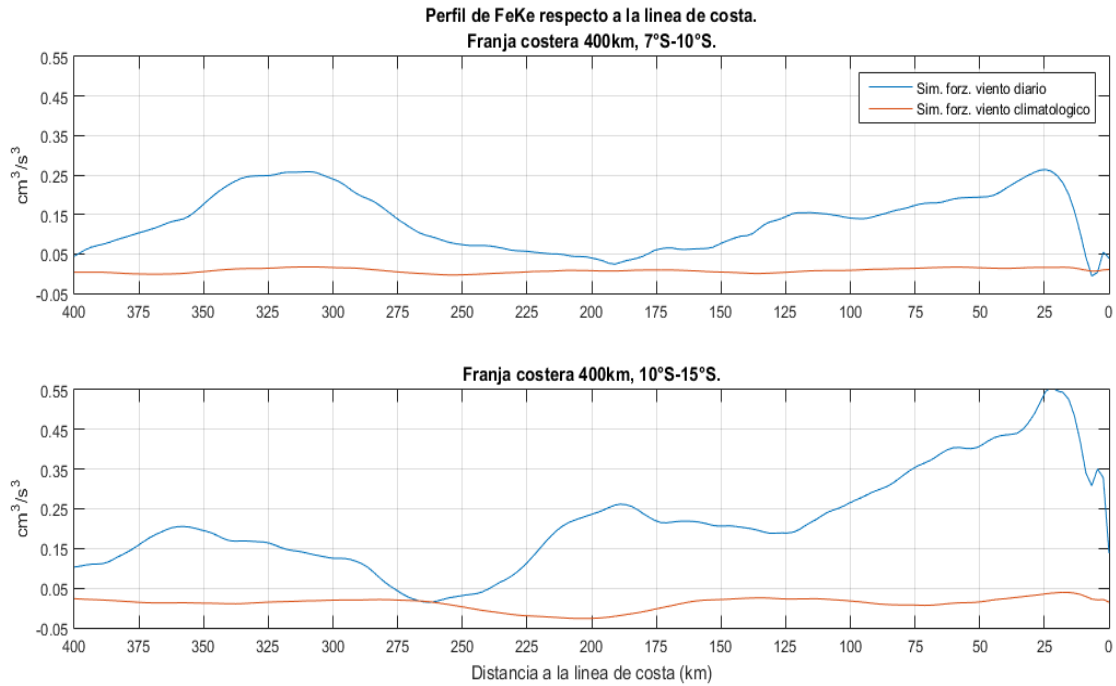 Perfil de FeKe respecto a la linea de costa.
Franja costera 400km, 7°S-10°S.
0.55
0.45
0.35
0.25
0.15
0.05
-0.05
cm³/s³
Sim. forz. viento diario
Sim. forz. viento climatologico
400 375 350 325 300 275 250 225 200 175 150 125 100 75 50 25 0
Franja costera 400km, 10°S-15°S.
0.55
0.45
0.35
0.25
0.15
0.05
-0.05
cm³/s³
400 375 350 325 300 275 250 225 200 175 150 125 100 75 50 25 0
Distancia a la linea de costa (km)